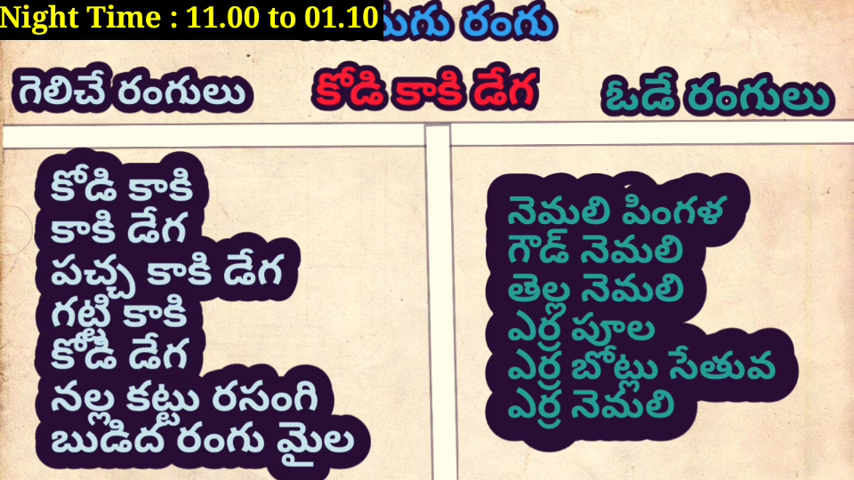 Night Time : 11.00 to 01.10
రంగు
గెలిచే రంగులు
కోడి కాకి డేగ
ఓడే రంగులు
కోడి కాకి
కాకి డేగ
పచ్చ కాకి డేగ
గట్టి కాకి
కోడి డేగ
నల్ల కట్టు రసంగి
బుడిద రంగు మైల
నెమలి పింగళ
గౌడ్ నెమలి
తెల్ల నెమలి
ఎర్ర పూల
ఎర్ర బోట్లు సేతువ
ఎర్ర నెమలి